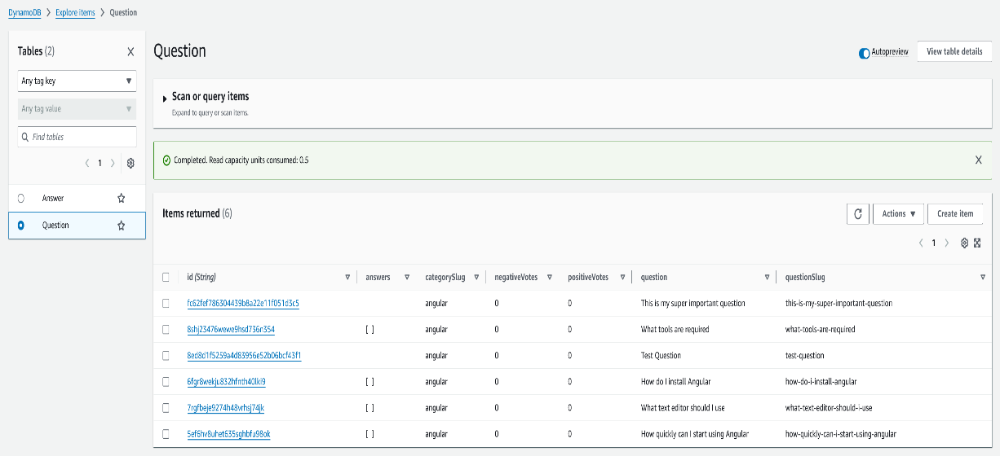 DynamoDB > Explore items > Question
Tables (2)
Any tag key
Any tag value
Find tables
1
Answer
Question
Question
Autopreview View table details
Scan or query items
Expand to query or scan items.
Completed. Read capacity units consumed: 0.5
Items returned (6)
Actions Create item
1
id (String) answers categorySlug negativeVotes positiveVotes question questionSlug
fc62fef786304439b8a22e11f051d3c5 angular 0 0 This is my super important question this-is-my-super-important-question
8shj23476wewe9hsd736n354 [ ] angular 0 0 What tools are required what-tools-are-required
8ed8d1f5259a4d83956e52b06bcf43f1 angular 0 0 Test Question test-question
6fgr8wekju832hfnth40lki9 [ ] angular 0 0 How do I install Angular how-do-i-install-angular
7rgfbeje9274h48vrhsj74jk [ ] angular 0 0 What text editor should I use what-text-editor-should-i-use
5ef6hv8uhet635sghbfu98ok [ ] angular 0 0 How quickly can I start using Angular how-quickly-can-i-start-using-angular